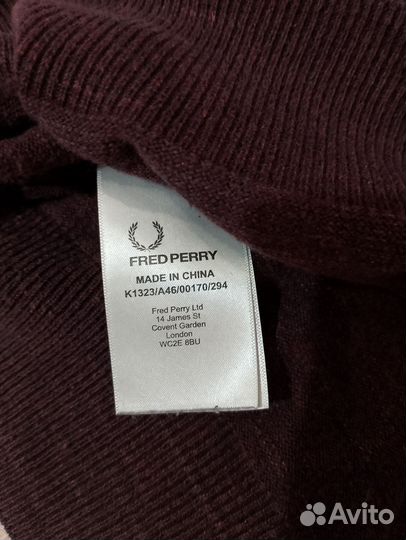 FRED PERRY
MADE IN CHINA
K1323/A46/00170/294
Fred Perry Ltd
14 James St
Covent Garden
London
WC2E 8BU
Avito